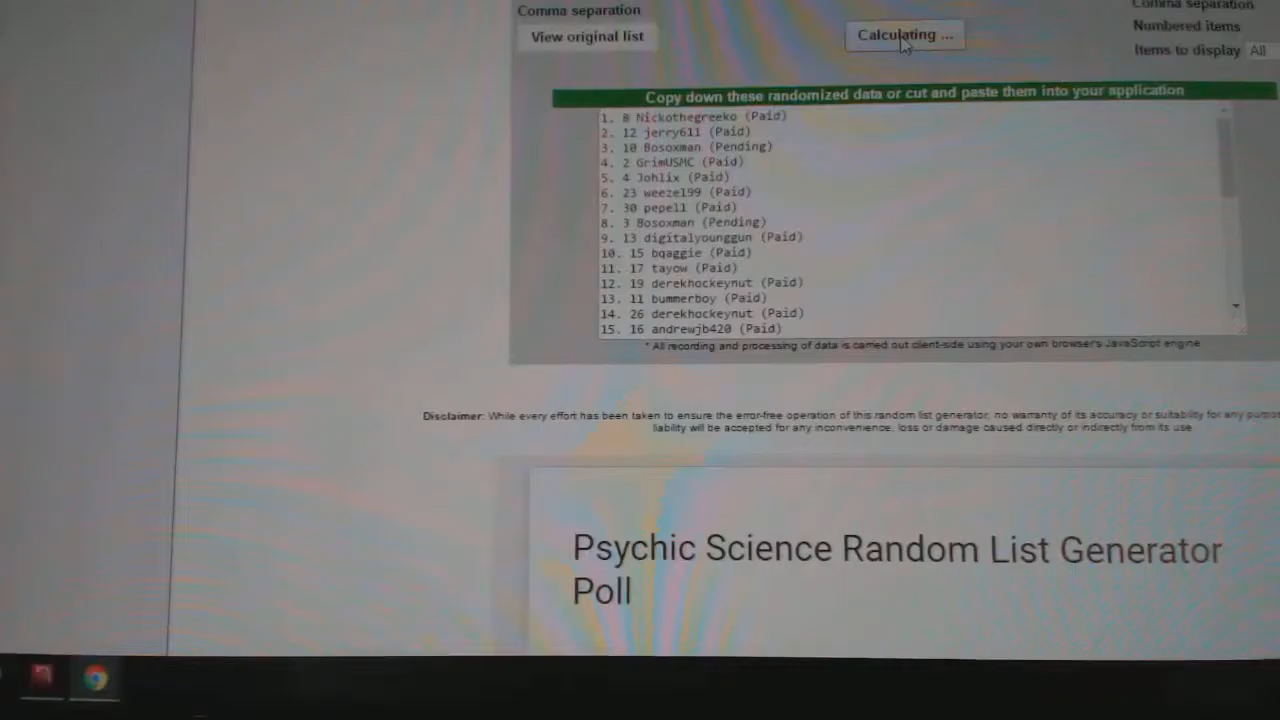 Comma separation
View original list
Calculating ...
Comma separation
Numbered items
Items to display All
Copy down these randomized data or cut and paste them into your application
1. 8 Nickothegreeko (Paid)
2. 12 jerry611 (Paid)
3. 10 Bosoxman (Pending)
4. 2 GrimUSMC (Paid)
5. 4 Johlix (Paid)
6. 23 weezel99 (Paid)
7. 30 pepell (Paid)
8. 3 Bosoxman (Pending)
9. 13 digitalyounggun (Paid)
10. 15 bqaggie (Paid)
11. 17 tayow (Paid)
12. 19 derekhockeynut (Paid)
13. 11 bummerboy (Paid)
14. 26 derekhockeynut (Paid)
15. 16 andrewjb420 (Paid)
* All recording and processing of data is carried out client-side using your own browser's JavaScript engine
Disclaimer: While every effort has been taken to ensure the error-free operation of this random list generator, no warranty of its accuracy or suitability for any
liability will be accepted for any inconvenience, loss or damage caused directly or indirectly from its use
Psychic Science Random List Generator
Poll